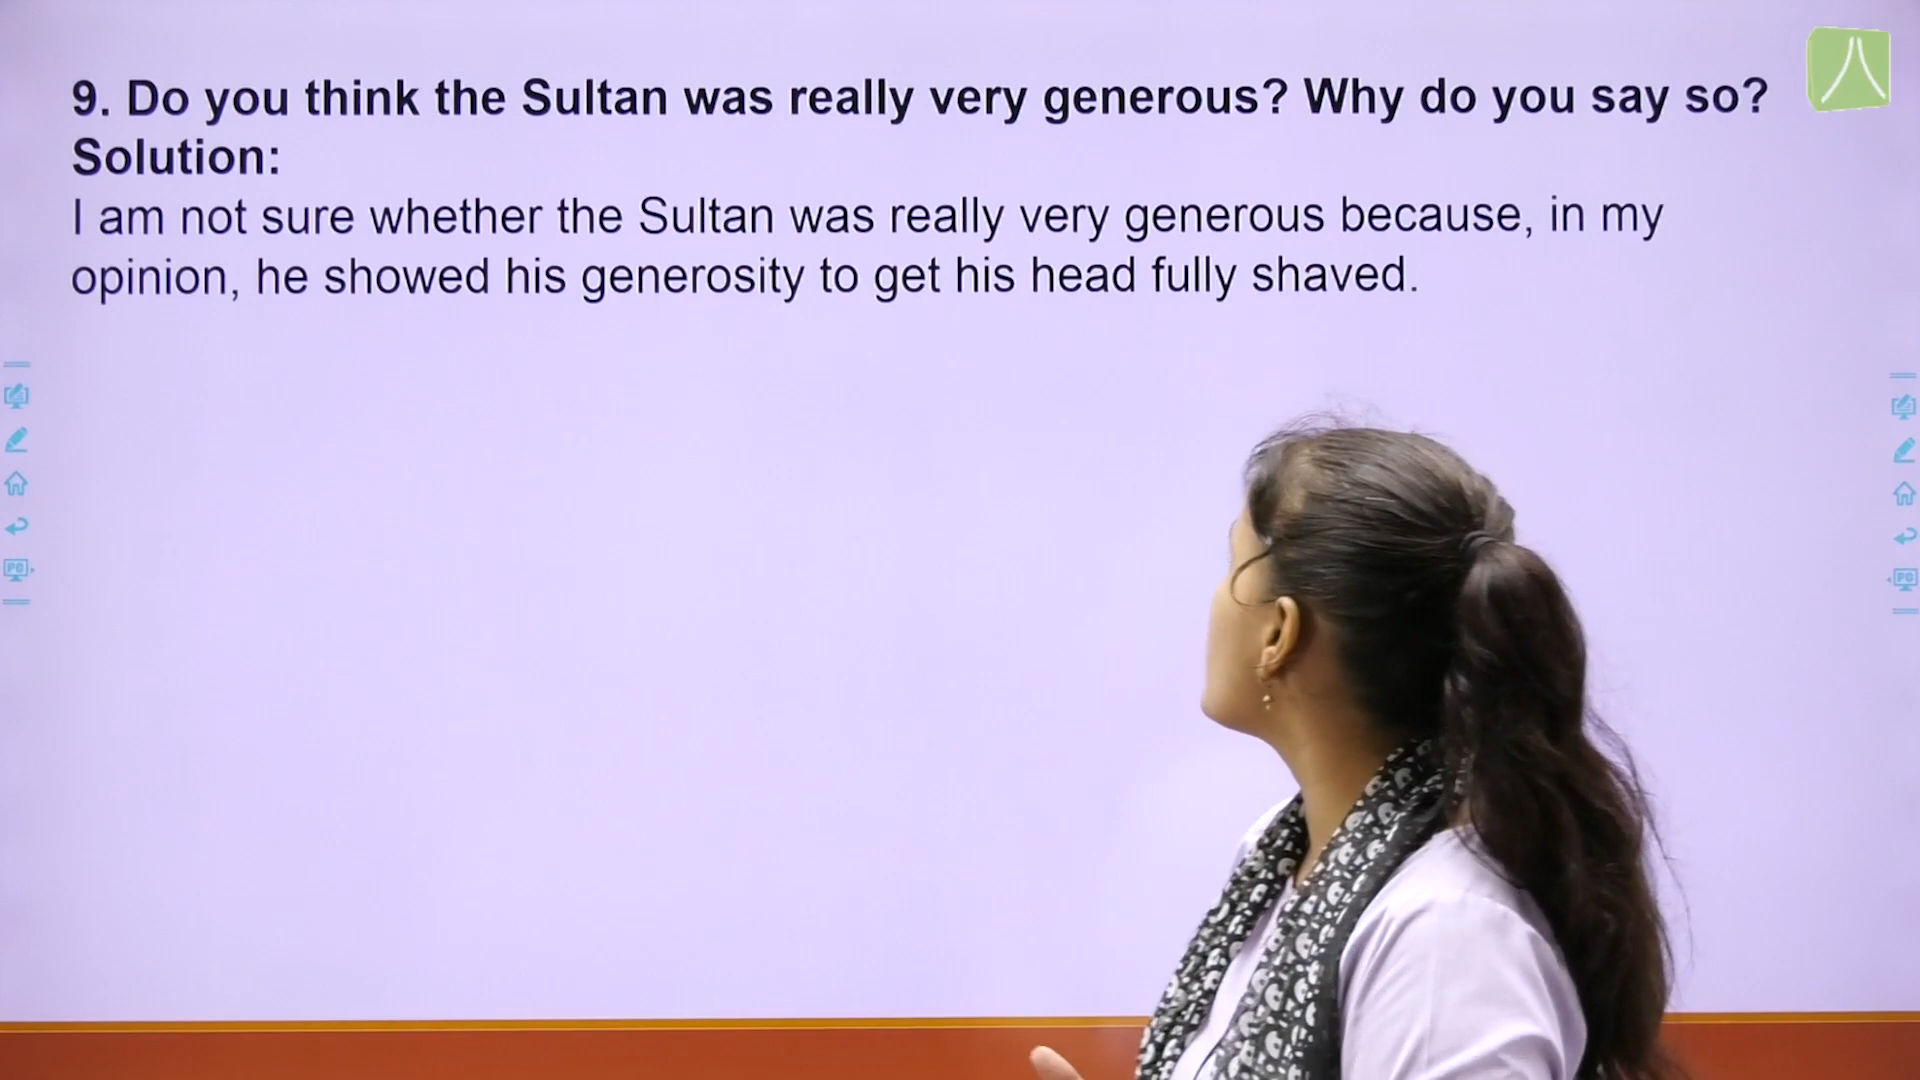 9. Do you think the Sultan was really very generous? Why do you say so?
Solution:
I am not sure whether the Sultan was really very generous because, in my
opinion, he showed his generosity to get his head fully shaved.
PC
PC